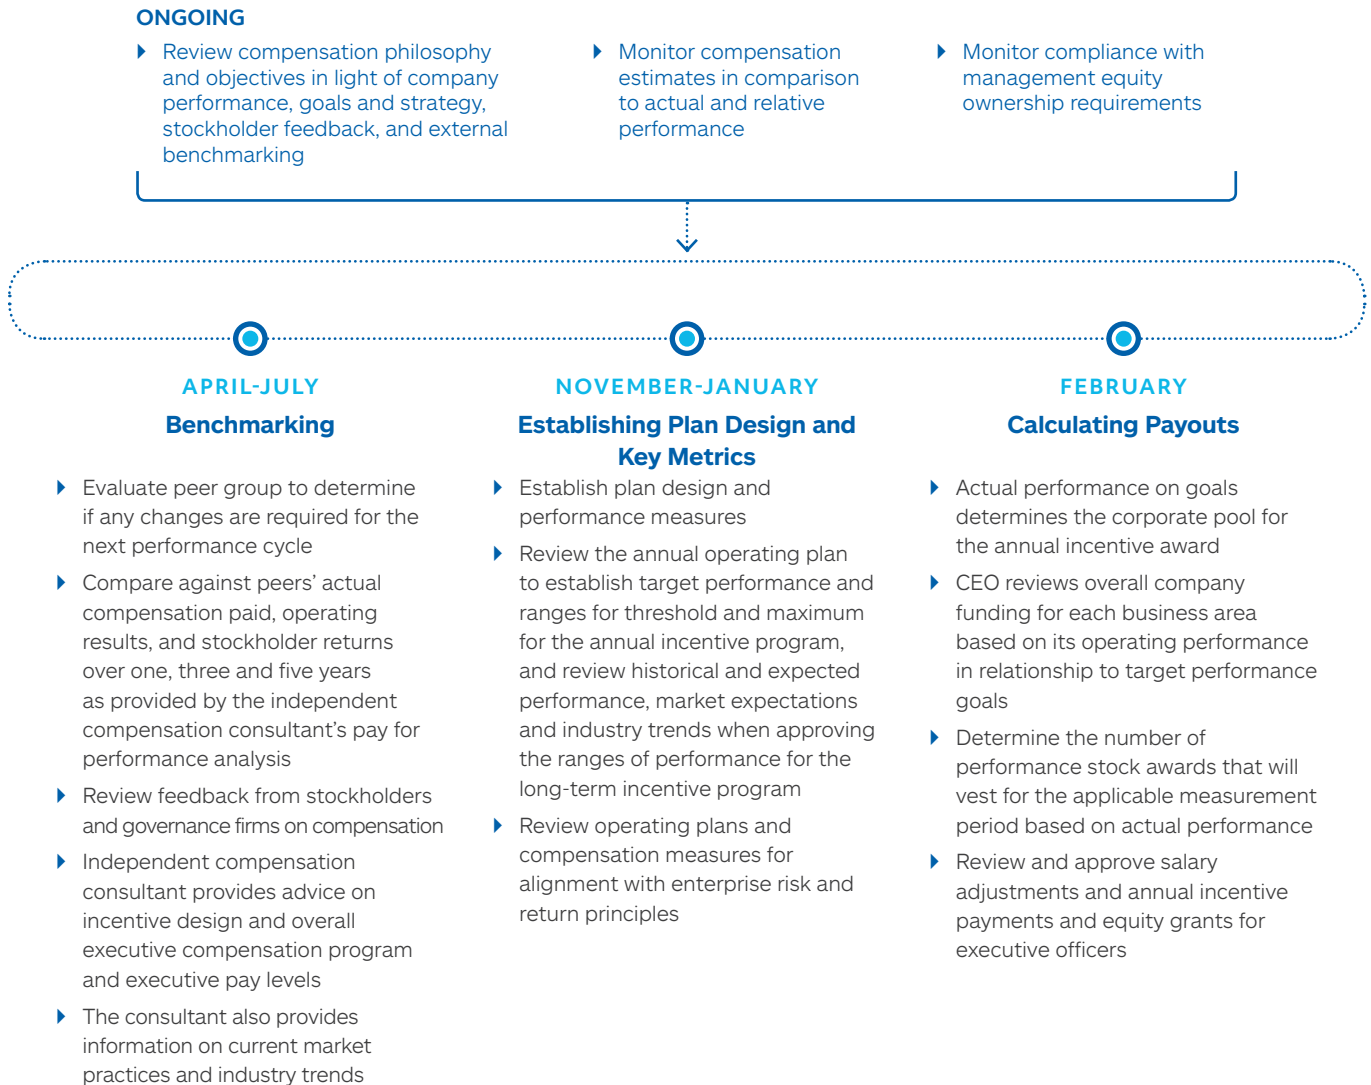 ONGOING
Review compensation philosophy
and objectives in light of company
performance, goals and strategy,
stockholder feedback, and external
benchmarking
Monitor compensation
estimates in comparison
to actual and relative
performance
Monitor compliance with
management equity
ownership requirements
APRIL-JULY
Benchmarking
Evaluate peer group to determine
if any changes are required for the
next performance cycle
Compare against peers’ actual
compensation paid, operating
results, and stockholder returns
over one, three and five years
as provided by the independent
compensation consultant’s pay for
performance analysis
Review feedback from stockholders
and governance firms on compensation
Independent compensation
consultant provides advice on
incentive design and overall
executive compensation program
and executive pay levels
The consultant also provides
information on current market
practices and industry trends
NOVEMBER-JANUARY
Establishing Plan Design and
Key Metrics
Establish plan design and
performance measures
Review the annual operating plan
to establish target performance and
ranges for threshold and maximum
for the annual incentive program,
and review historical and expected
performance, market expectations
and industry trends when approving
the ranges of performance for the
long-term incentive program
Review operating plans and
compensation measures for
alignment with enterprise risk and
return principles
FEBRUARY
Calculating Payouts
Actual performance on goals
determines the corporate pool for
the annual incentive award
CEO reviews overall company
funding for each business area
based on its operating performance
in relationship to target performance
goals
Determine the number of
performance stock awards that will
vest for the applicable measurement
period based on actual performance
Review and approve salary
adjustments and annual incentive
payments and equity grants for
executive officers